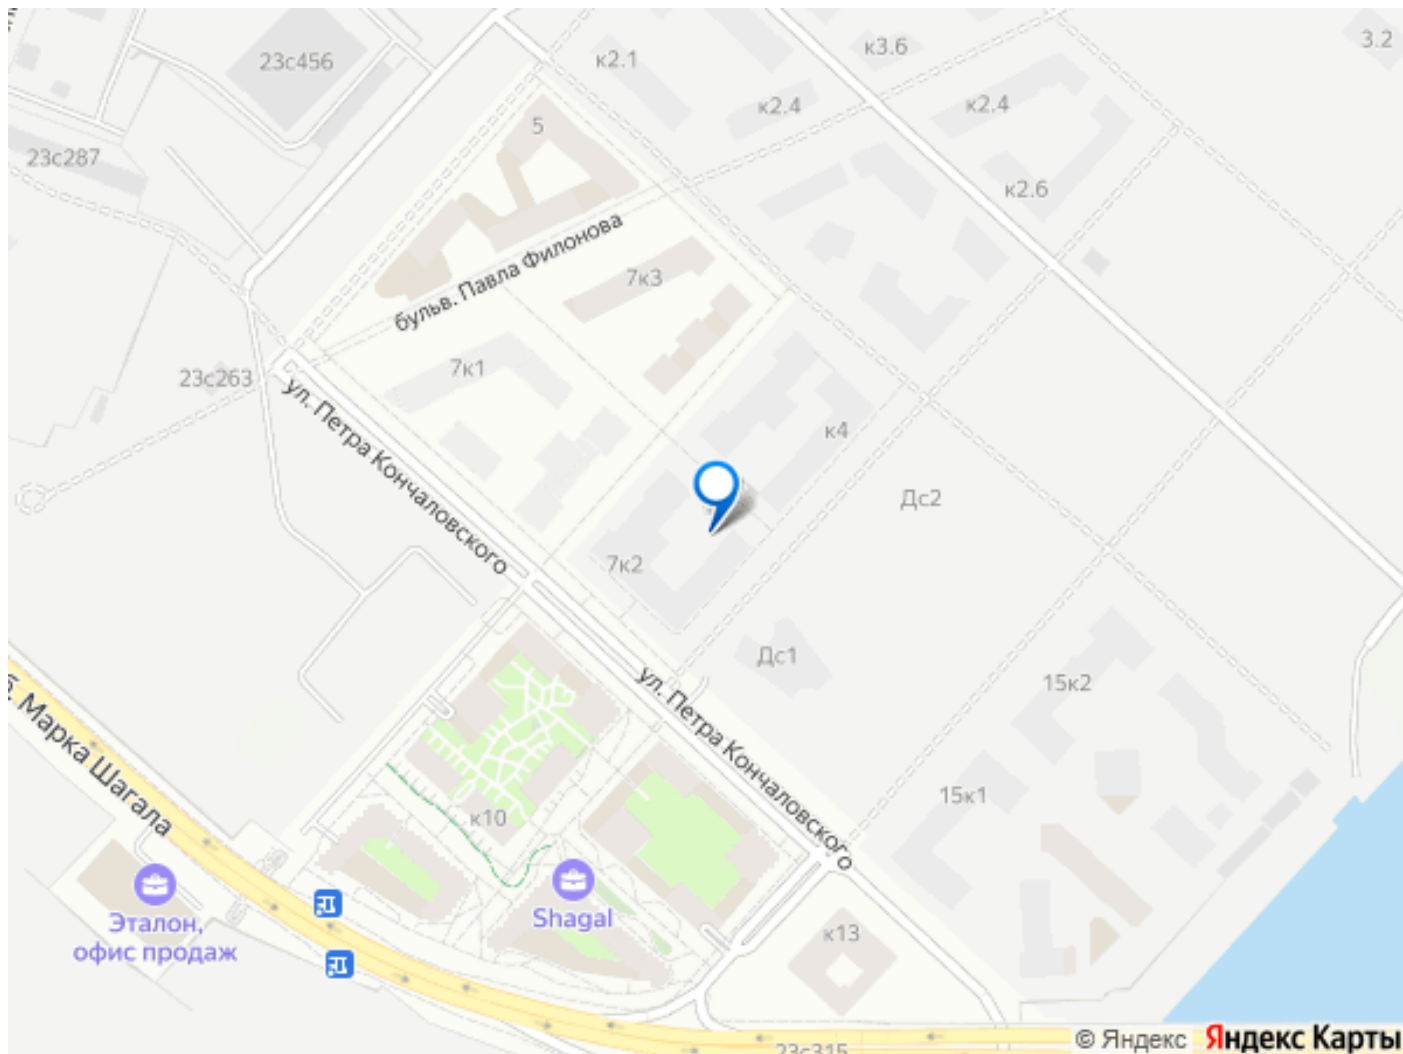 23с456
к2.1
к3.6
3.2
к2.4
к2.4
5
23с287
к2.6
бульв. Павла Филонова
7к3
7к1
23с263
ул. Петра Кончаловского
к4
Дс2
7к2
Дс1
ул. Петра Кончаловского
15к2
б. Марка Шагала
15к1
к10
Эталон,
офис продаж
Shagal
к13
23с315
© Яндекс Яндекс Карты